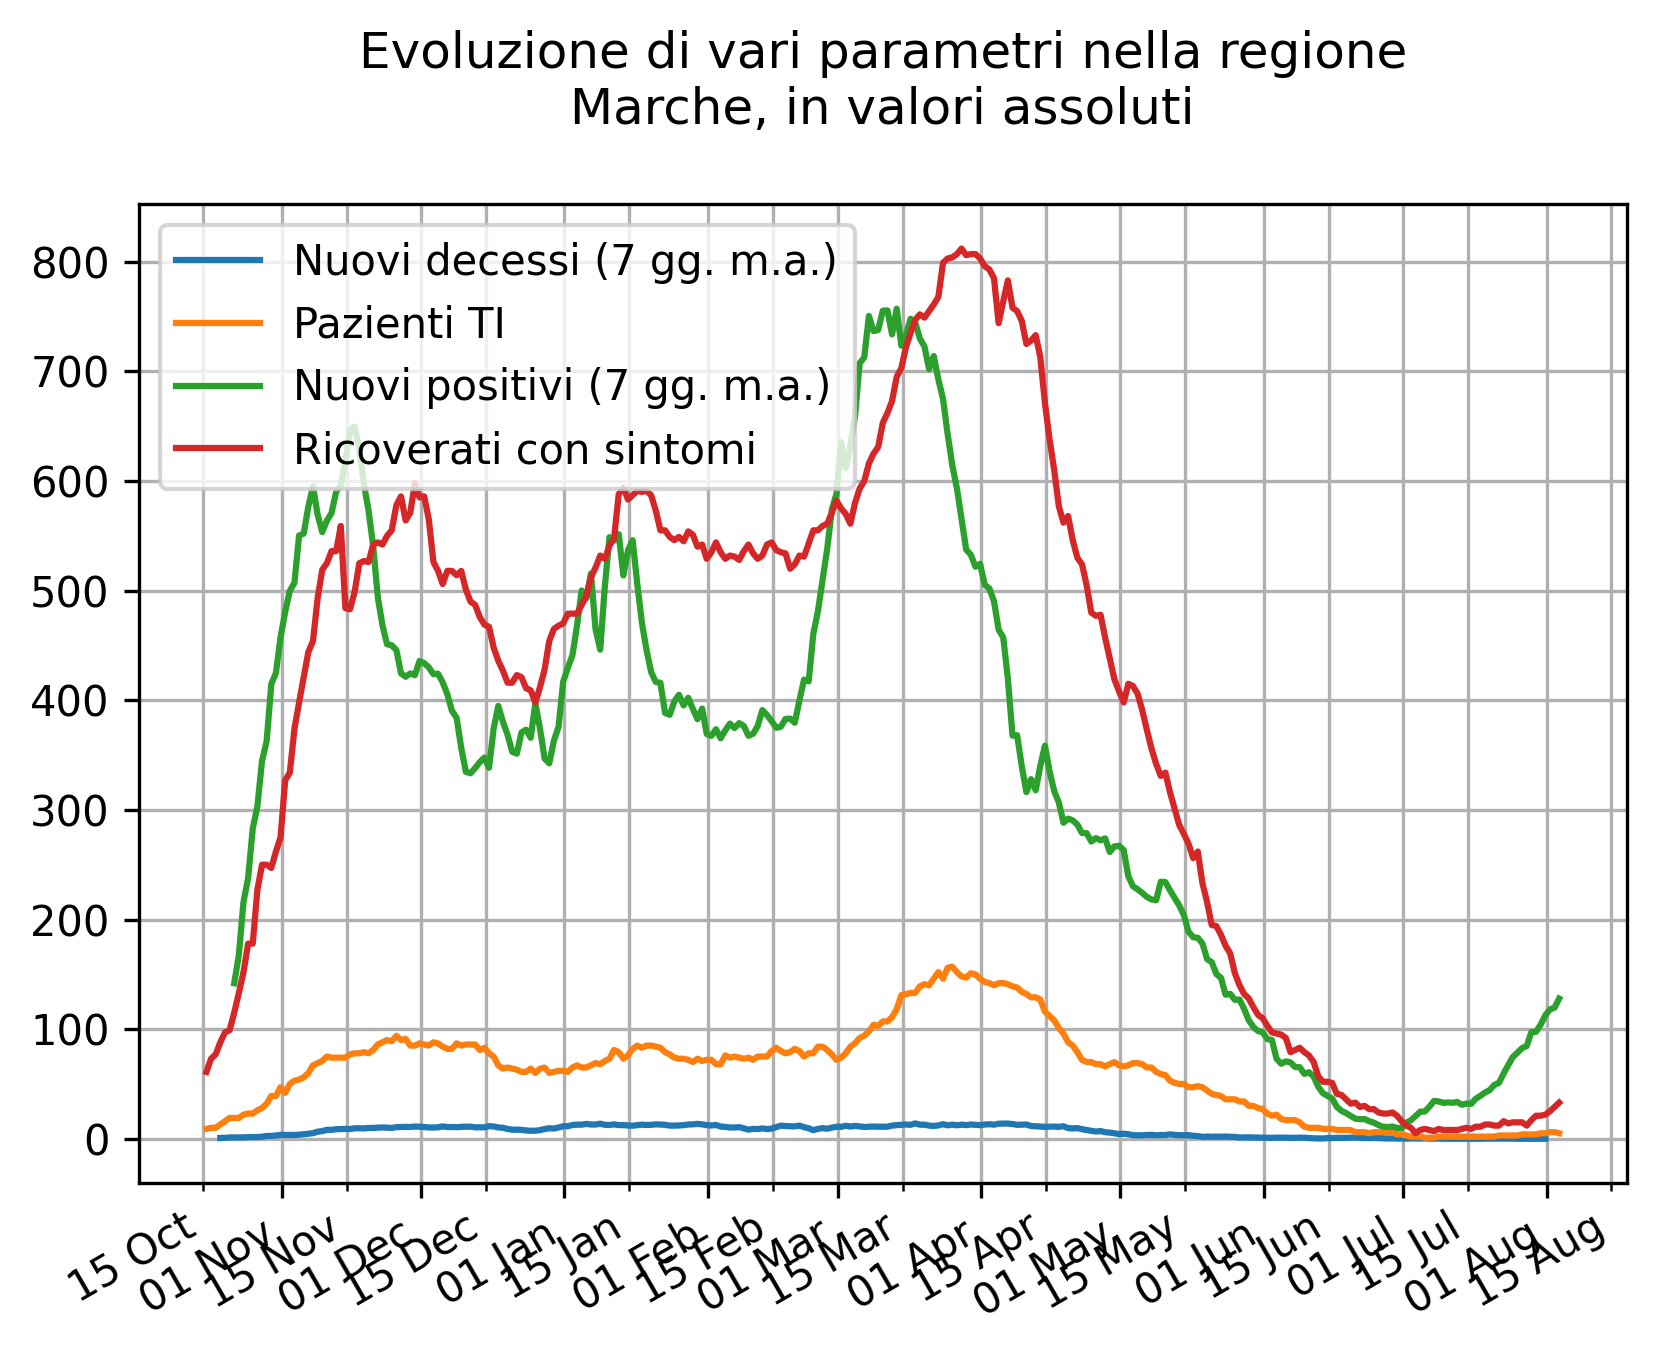 Evoluzione di vari parametri nella regione
Marche, in valori assoluti
Nuovi decessi (7 gg. m.a.)
Pazienti TI
Nuovi positivi (7 gg. m.a.)
Ricoverati con sintomi
800
700
600
500
400
300
200
100
0
15 Oct
01 Nov
15 Nov
01 Dec
15 Dec
01 Jan
15 Jan
01 Feb
15 Feb
01 Mar
15 Mar
01 Apr
15 Apr
01 May
15 May
01 Jun
15 Jun
01 Jul
15 Jul
01 Aug
15 Aug